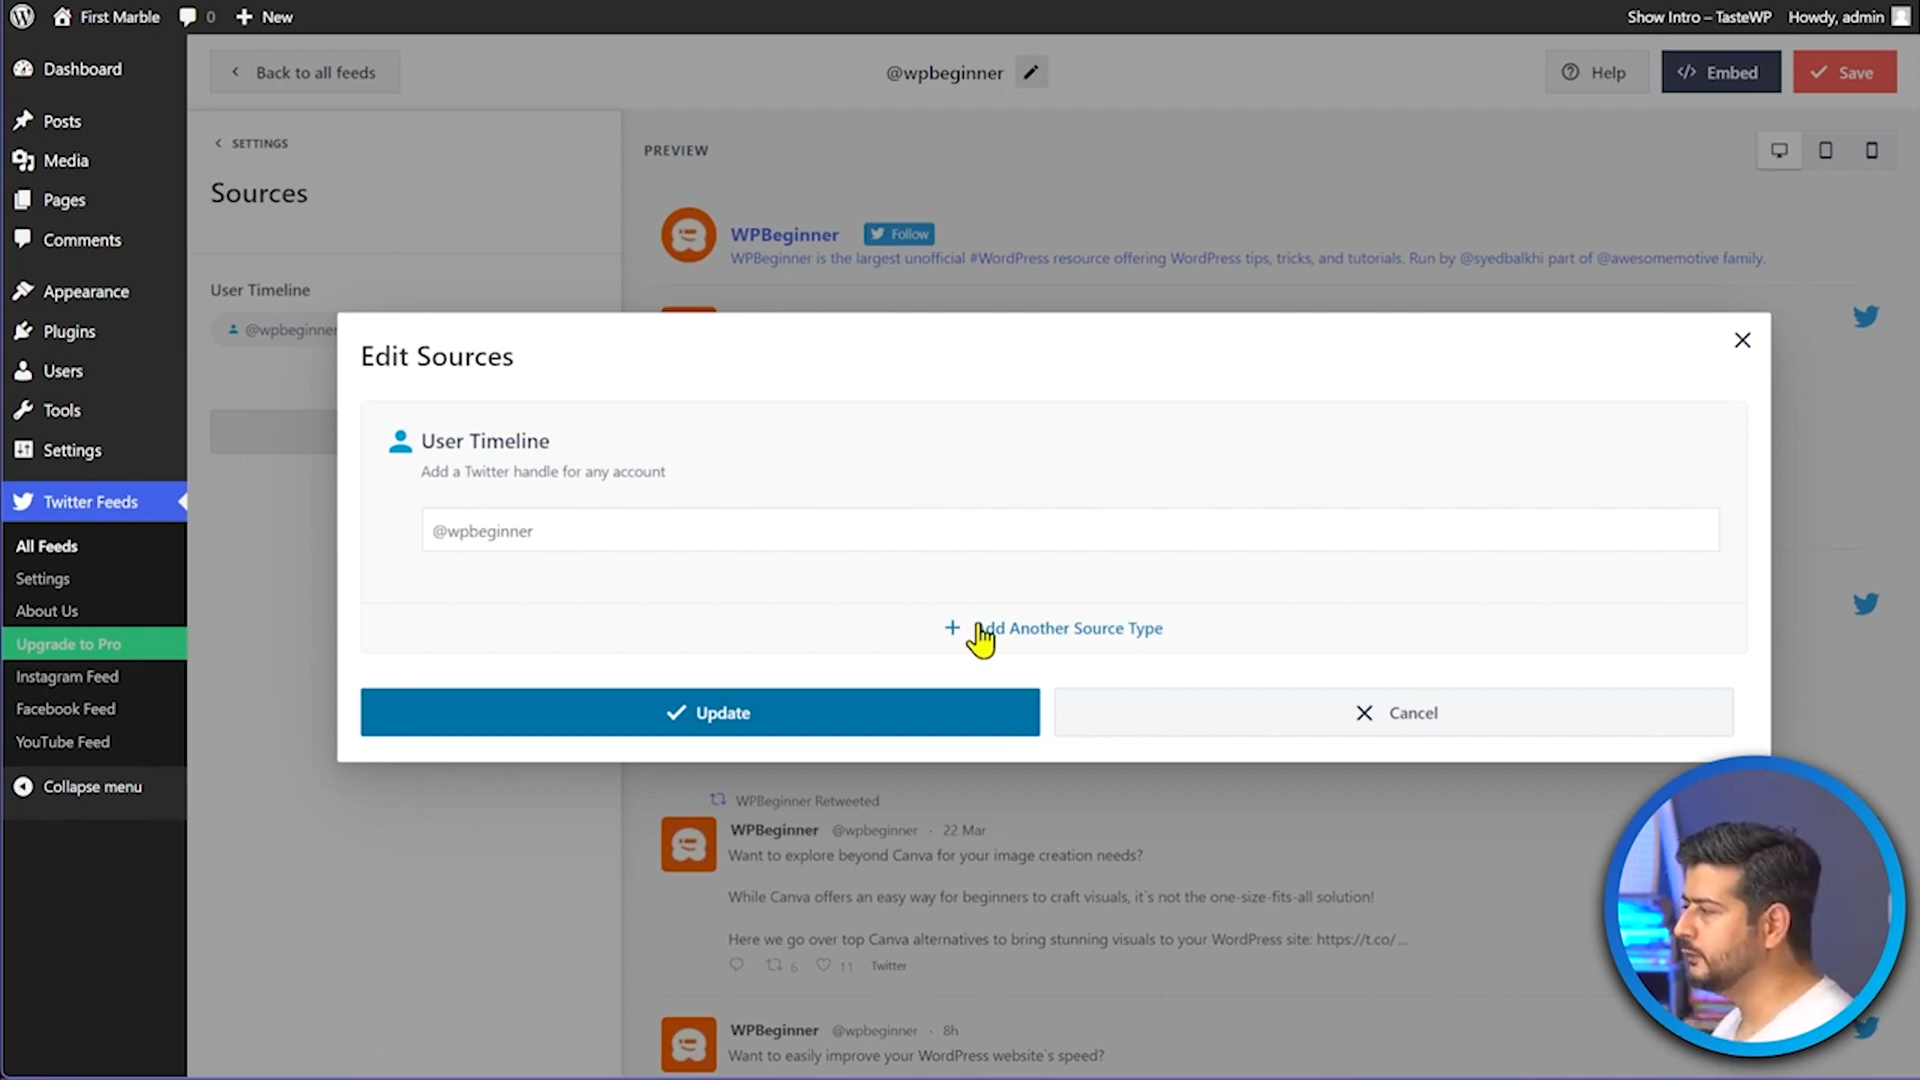 First Marble
0
New
Show Intro – TasteWP
Howdy, admin
Dashboard
Posts
Media
Pages
Comments
Appearance
Plugins
Users
Tools
Settings
Twitter Feeds
All Feeds
Settings
About Us
Upgrade to Pro
Instagram Feed
Facebook Feed
YouTube Feed
Collapse menu
Back to all feeds
@wpbeginner
Help
Embed
Save
SETTINGS
Sources
User Timeline
@wpbeginner
PREVIEW
WPBeginner
Follow
WPBeginner is the largest unofficial #WordPress resource offering WordPress tips, tricks, and tutorials. Run by @syedbalkhi part of @awesomemotive family.
Edit Sources
User Timeline
Add a Twitter handle for any account
@wpbeginner
Another Source Type
Update
Cancel
WPBeginner Retweeted
WPBeginner @wpbeginner · 22 Mar
Want to explore beyond Canva for your image creation needs?
While Canva offers an easy way for beginners to craft visuals, it`s not the one-size-fits-all solution!
Here we go over top Canva alternatives to bring stunning visuals to your WordPress site: https://t.co/...
6 11 Twitter
WPBeginner @wpbeginner · 8h
Want to easily improve your WordPress website`s speed?